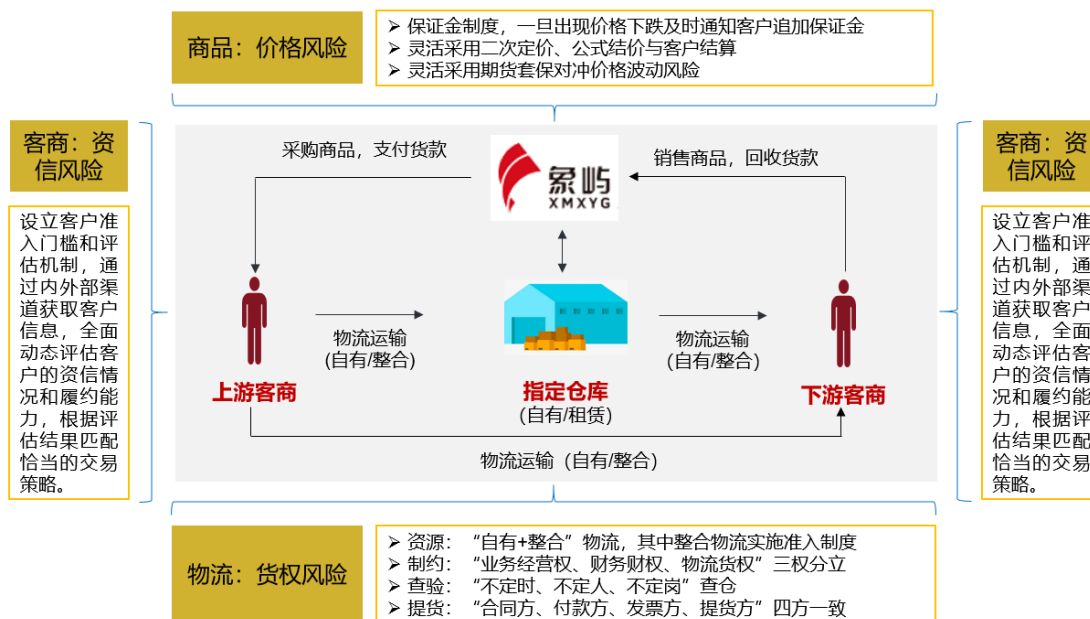 商品：价格风险
➢ 保证金制度，一旦出现价格下跌及时通知客户追加保证金
➢ 灵活采用二次定价、公式结价与客户结算
➢ 灵活采用期货套保对冲价格波动风险
客商：资
信风险
设立客户准
入门槛和评
估机制，通
过内外部渠
道获取客户
信息，全面
动态评估客
户的资信情
况和履约能
力，根据评
估结果匹配
恰当的交易
策略。
采购商品，支付货款
象屿
XMXYG
销售商品，回收货款
物流运输
(自有/整合)
物流运输
(自有/整合)
上游客商
指定仓库
(自有/租赁)
下游客商
物流运输（自有/整合）
客商：资
信风险
设立客户准
入门槛和评
估机制，通
过内外部渠
道获取客户
信息，全面
动态评估客
户的资信情
况和履约能
力，根据评
估结果匹配
恰当的交易
策略。
物流：货权风险
➢ 资源：“自有+整合”物流，其中整合物流实施准入制度
➢ 制约：“业务经营权、财务财权、物流货权”三权分立
➢ 查验：“不定时、不定人、不定岗”查仓
➢ 提货：“合同方、付款方、发票方、提货方”四方一致